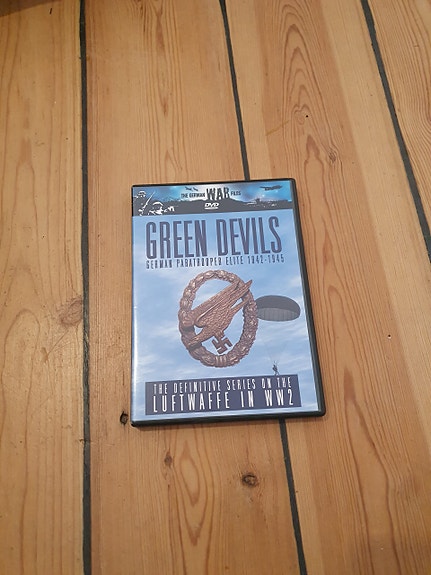 THE GERMAN WAR FILES
DVD
GREEN DEVILS
GERMAN PARATROOPER ELITE 1942-1945
THE DEFINITIVE SERIES ON THE
LUFTWAFFE IN WW2